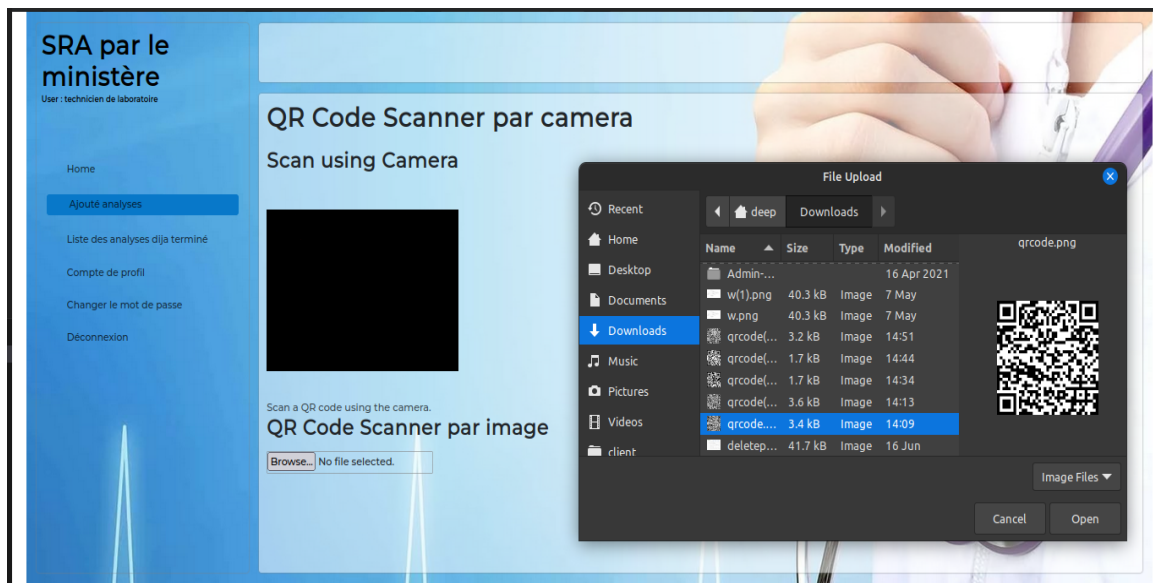 SRA par le
ministère
User : technicien de laboratoire
Home
Ajouté analyses
Liste des analyses dija terminé
Compte de profil
Changer le mot de passe
Déconnexion
QR Code Scanner par camera
Scan using Camera
Scan a QR code using the camera.
QR Code Scanner par image
Browse... No file selected.
File Upload
Recent
Home
Desktop
Documents
Downloads
Music
Pictures
Videos
client
deep Downloads
Name Size Type Modified
Admin-... 16 Apr 2021
w(1).png 40.3 kB Image 7 May
w.png 40.3 kB Image 7 May
qrcode(... 3.2 kB Image 14:51
qrcode(... 1.7 kB Image 14:44
qrcode(... 1.7 kB Image 14:34
qrcode(... 3.6 kB Image 14:13
qrcode.... 3.4 kB Image 14:09
deletep... 41.7 kB Image 16 Jun
qrcode.png
Image Files
Cancel Open